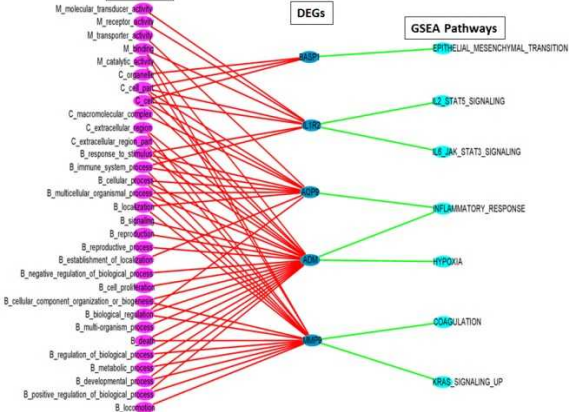 M_molecular_transducer_activity
M_receptor_activity
M_transporter_activity
M_binding
M_catalytic_activity
C_organelle
C_cell_part
C_cell
C_macromolecular_complex
C_extracellular_region
C_extracellular_region_part
B_response_to_stimulus
B_immune_system_process
B_cellular_process
B_multicellular_organismal_process
B_localization
B_signaling
B_reproduction
B_reproductive_process
B_establishment_of_localization
B_negative_regulation_of_biological_process
B_cell_proliferation
B_cellular_component_organization_or_biogenesis
B_biological_regulation
B_multi-organism_process
B_death
B_regulation_of_biological_process
B_metabolic_process
B_developmental_process
B_positive_regulation_of_biological_process
B_locomotion
DEGs
IL1R2
AQP9
ADM
MMP9
GSEA Pathways
EPITHELIAL_MESENCHYMAL_TRANSITION
IL2_STAT5_SIGNALING
IL6_JAK_STAT3_SIGNALING
INFLAMMATORY_RESPONSE
HYPOXIA
COAGULATION
KRAS_SIGNALING_UP